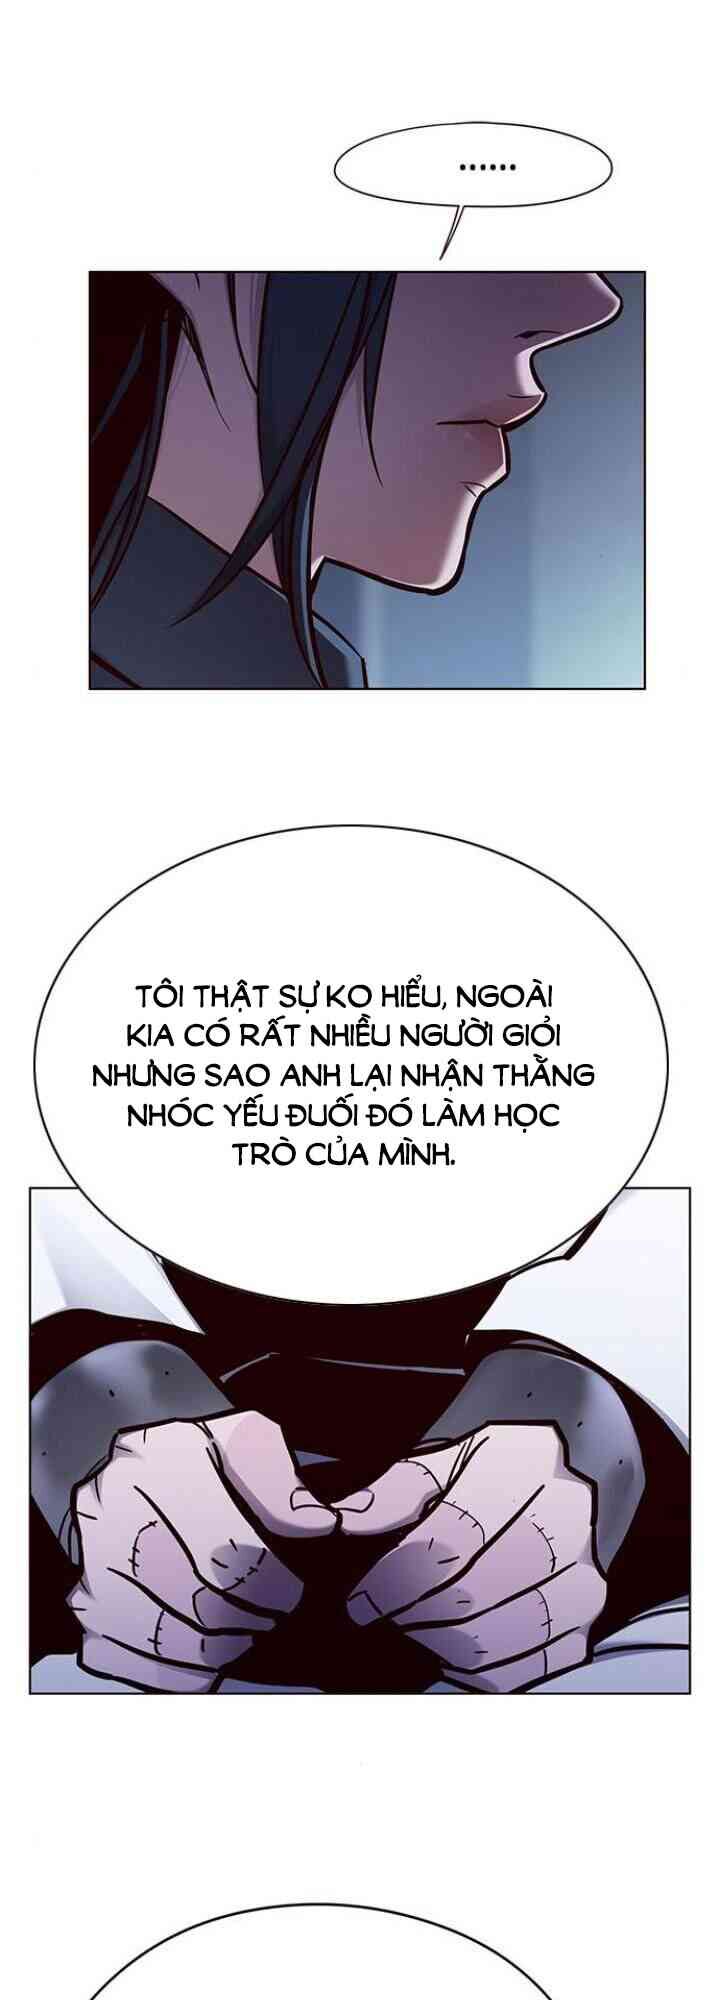 ......
TÔI THẬT SỰ KO HIỂU, NGOÀI
KIA CÓ RẤT NHIỀU NGƯỜI GIỎI
NHƯNG SAO ANH LẠI NHẬN THẰNG
NHÓC YẾU ĐUỐI ĐÓ LÀM HỌC
TRÒ CỦA MÌNH.